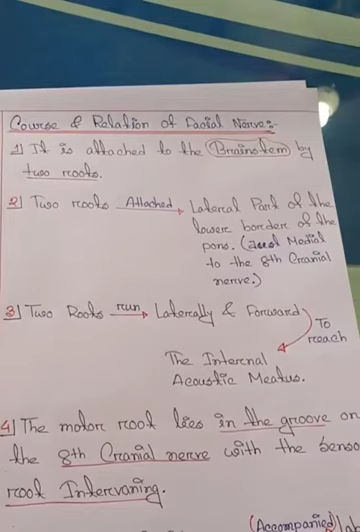 Course & Relation of Facial Nerve:-
1) It is attached to the Brainstem by
two roots.
2) Two roots Attached → Lateral Part of the
lower border of the
pons. (and Medial
to the 8th Cranial
nerve.)
3) Two Roots run → Laterally & Forward
To
reach
The Internal
Acoustic Meatus.
4) The motor root lies in the groove on
the 8th Cranial nerve with the senso
root Intervening.
(Accompanied)